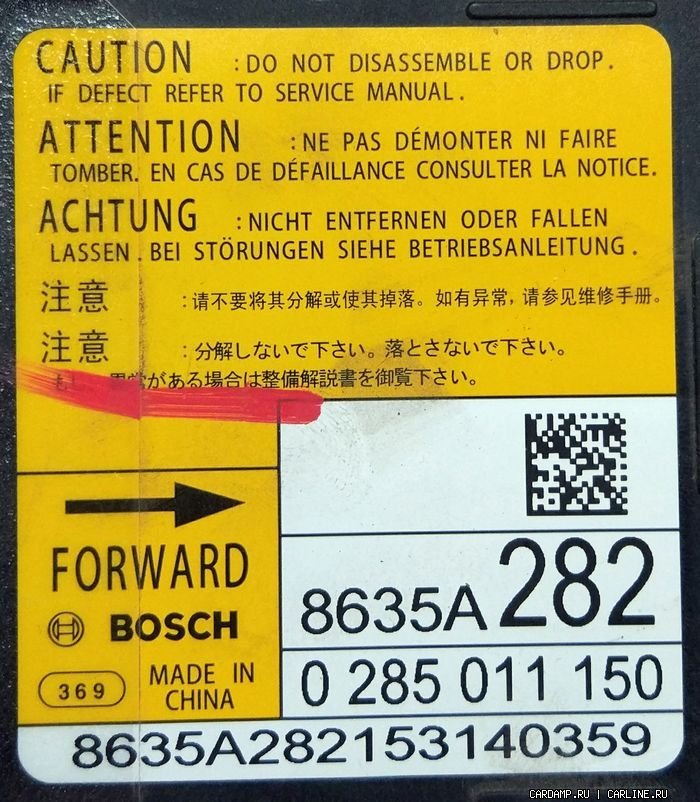 CAUTION :DO NOT DISASSEMBLE OR DROP.
IF DEFECT REFER TO SERVICE MANUAL.
ATTENTION :NE PAS DÉMONTER NI FAIRE
TOMBER. EN CAS DE DÉFAILLANCE CONSULTER LA NOTICE.
ACHTUNG :NICHT ENTFERNEN ODER FALLEN
LASSEN. BEI STÖRUNGEN SIEHE BETRIEBSANLEITUNG.
注意 :请不要将其分解或使其掉落。如有异常, 请参见维修手册。
注意 :分解しないで下さい。落とさないで下さい。
異常がある場合は整備解説書を御覧下さい。
FORWARD
BOSCH
369
MADE IN
CHINA
8635A282
0 285 011 150
8635A282153140359
CARDAMP.RU | CARLINE.RU